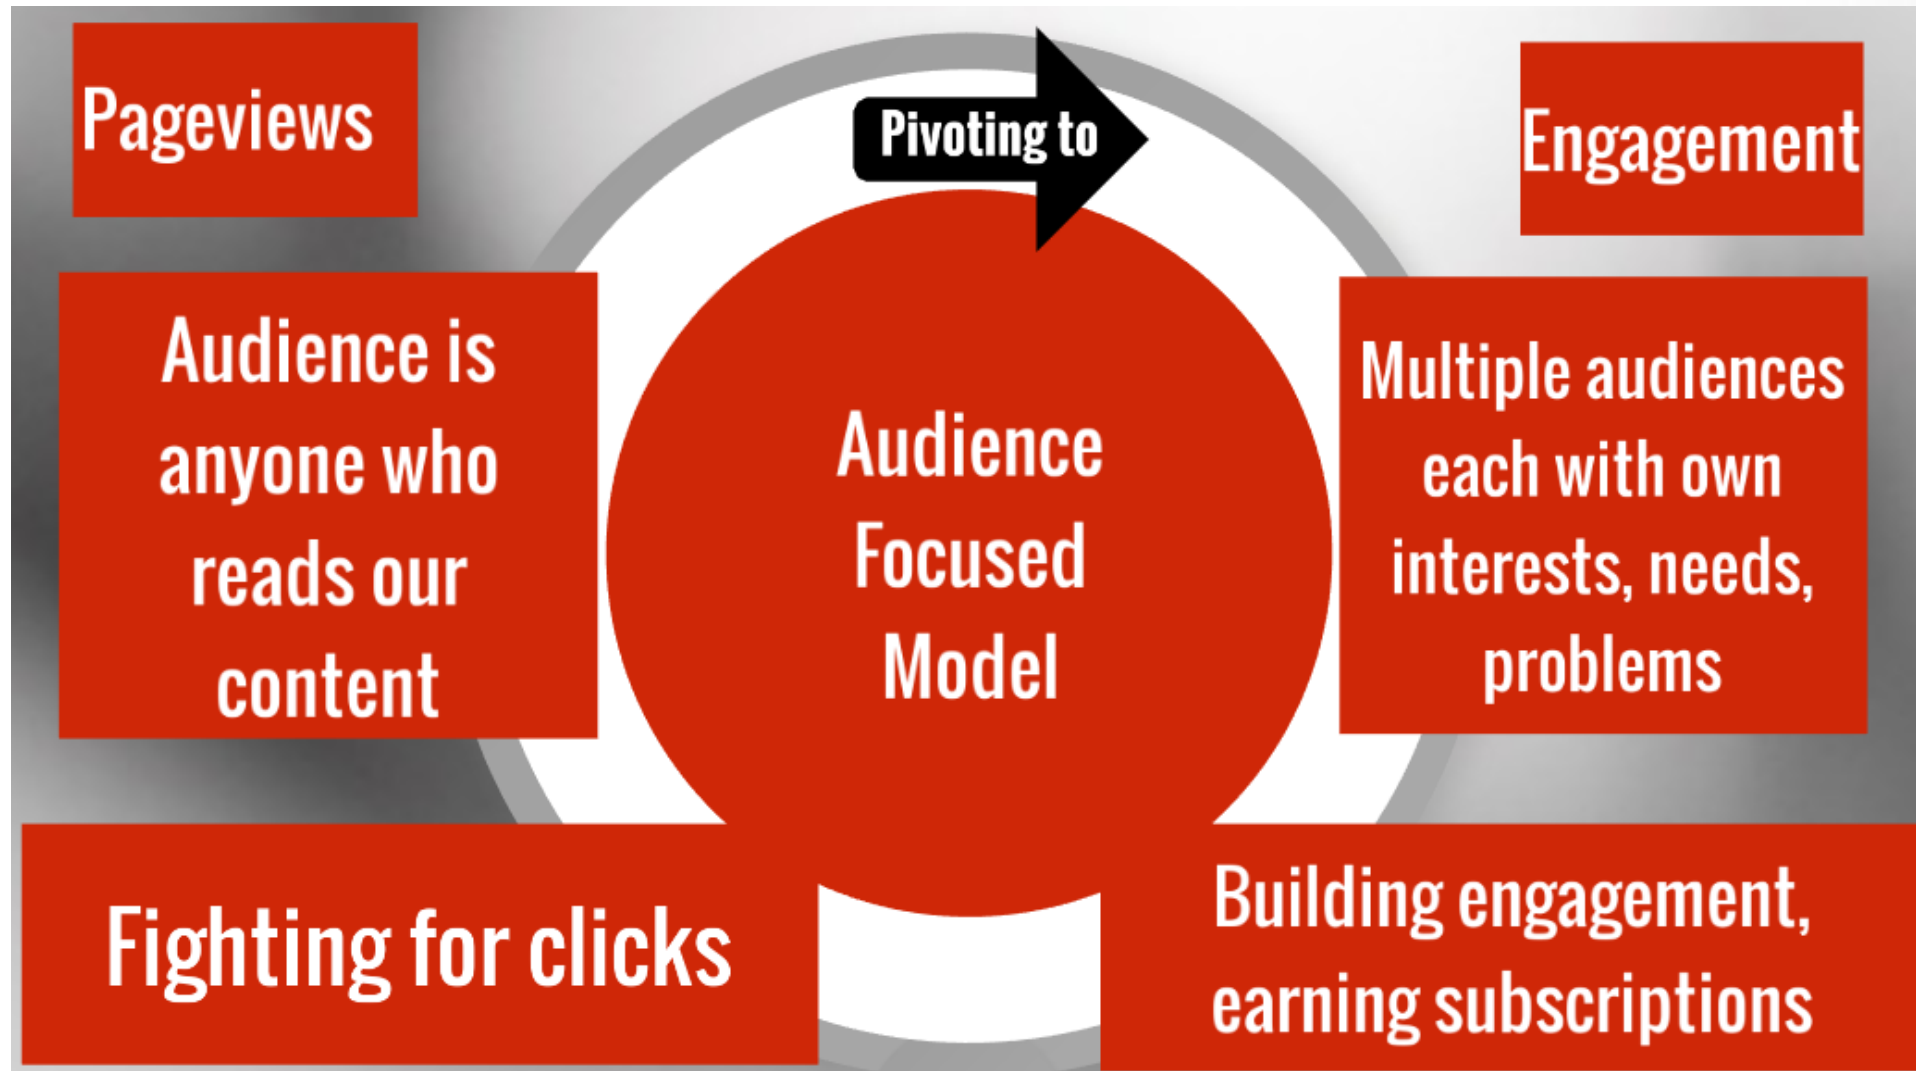 Pageviews
Pivoting to
Engagement
Audience is
anyone who
reads our
content
Audience
Focused
Model
Multiple audiences
each with own
interests, needs,
problems
Fighting for clicks
Building engagement,
earning subscriptions